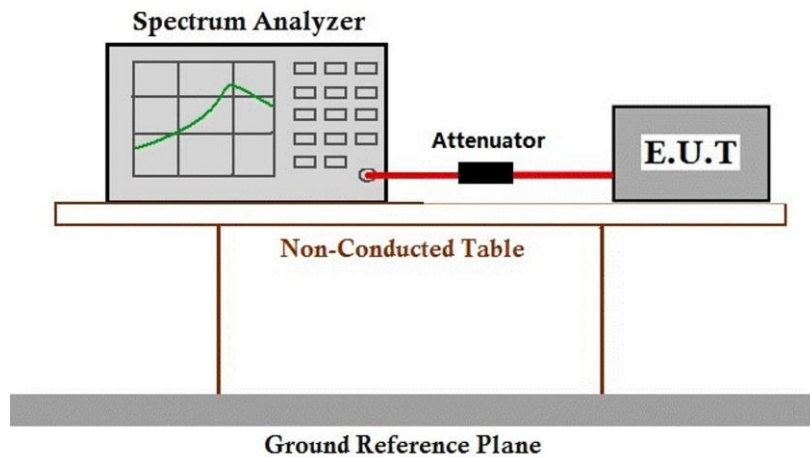 Spectrum Analyzer
Attenuator
E.U.T
Non-Conducted Table
Ground Reference Plane